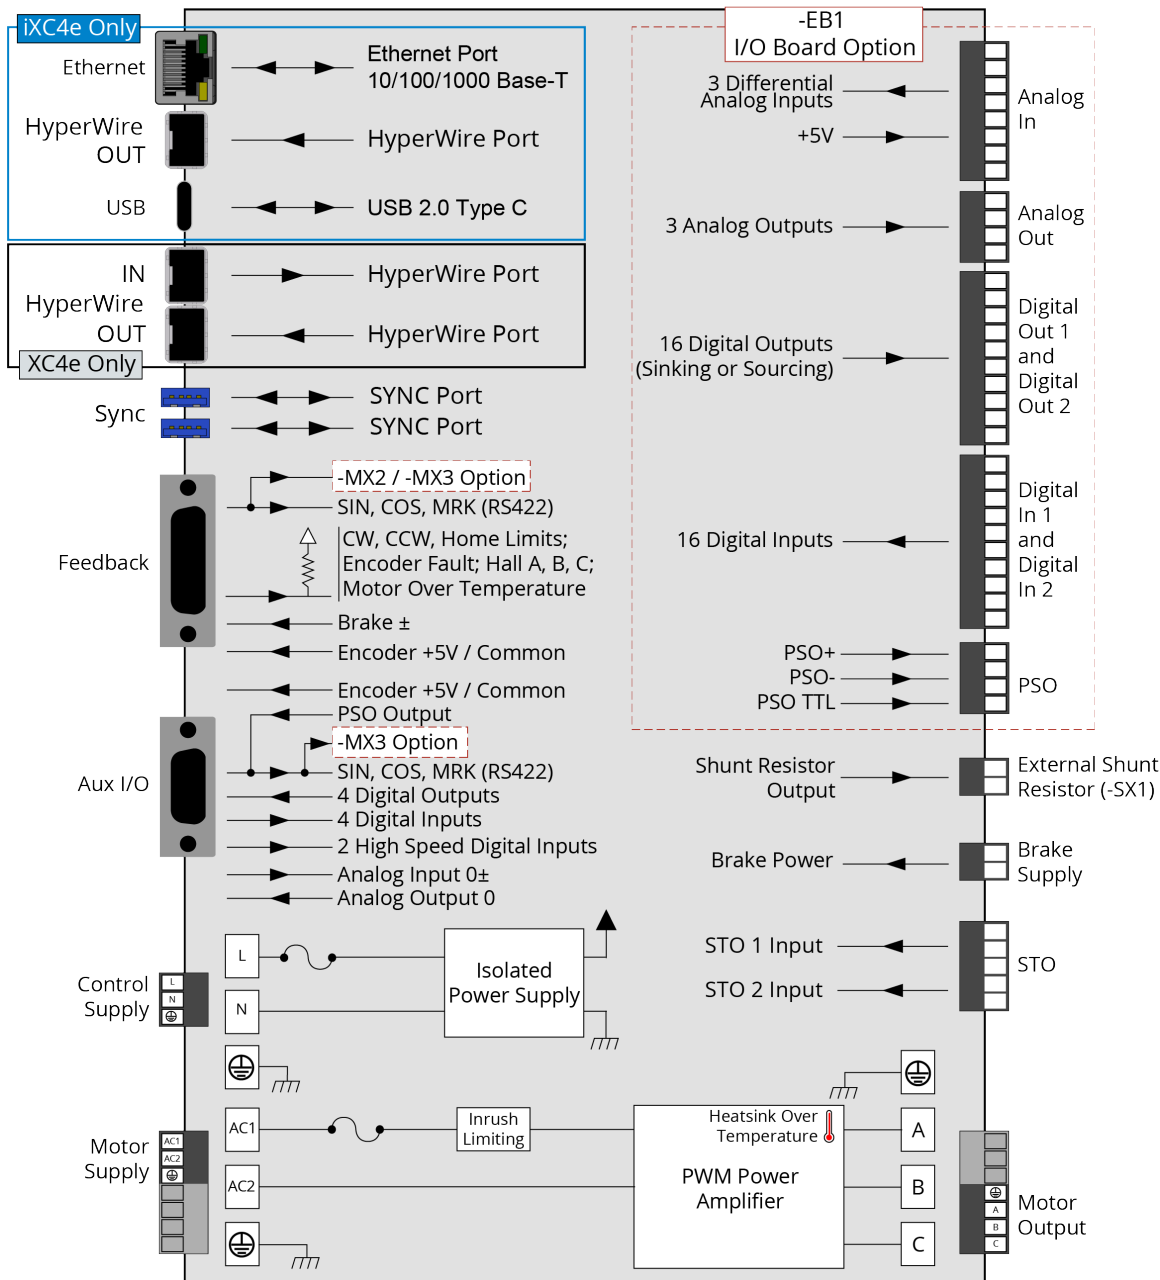 iXC4e Only
Ethernet
Ethernet Port
10/100/1000 Base-T
HyperWire
OUT
HyperWire Port
USB
USB 2.0 Type C
IN
HyperWire Port
HyperWire
OUT
HyperWire Port
XC4e Only
Sync
SYNC Port
SYNC Port
Feedback
-MX2 / -MX3 Option
SIN, COS, MRK (RS422)
CW, CCW, Home Limits;
Encoder Fault; Hall A, B, C;
Motor Over Temperature
Brake ±
Encoder +5V / Common
Aux I/O
Encoder +5V / Common
PSO Output
-MX3 Option
SIN, COS, MRK (RS422)
4 Digital Outputs
4 Digital Inputs
2 High Speed Digital Inputs
Analog Input 0±
Analog Output 0
Control
Supply
L
N
L
N
Isolated
Power Supply
Motor
Supply
AC1
AC2
AC1
AC2
Inrush
Limiting
Heatsink Over
Temperature
PWM Power
Amplifier
A
B
C
A
B
C
Motor
Output
-EB1
I/O Board Option
3 Differential
Analog Inputs
+5V
Analog
In
3 Analog Outputs
Analog
Out
16 Digital Outputs
(Sinking or Sourcing)
Digital
Out 1
and
Digital
Out 2
16 Digital Inputs
Digital
In 1
and
Digital
In 2
PSO+
PSO-
PSO TTL
PSO
Shunt Resistor
Output
External Shunt
Resistor (-SX1)
Brake Power
Brake
Supply
STO 1 Input
STO 2 Input
STO